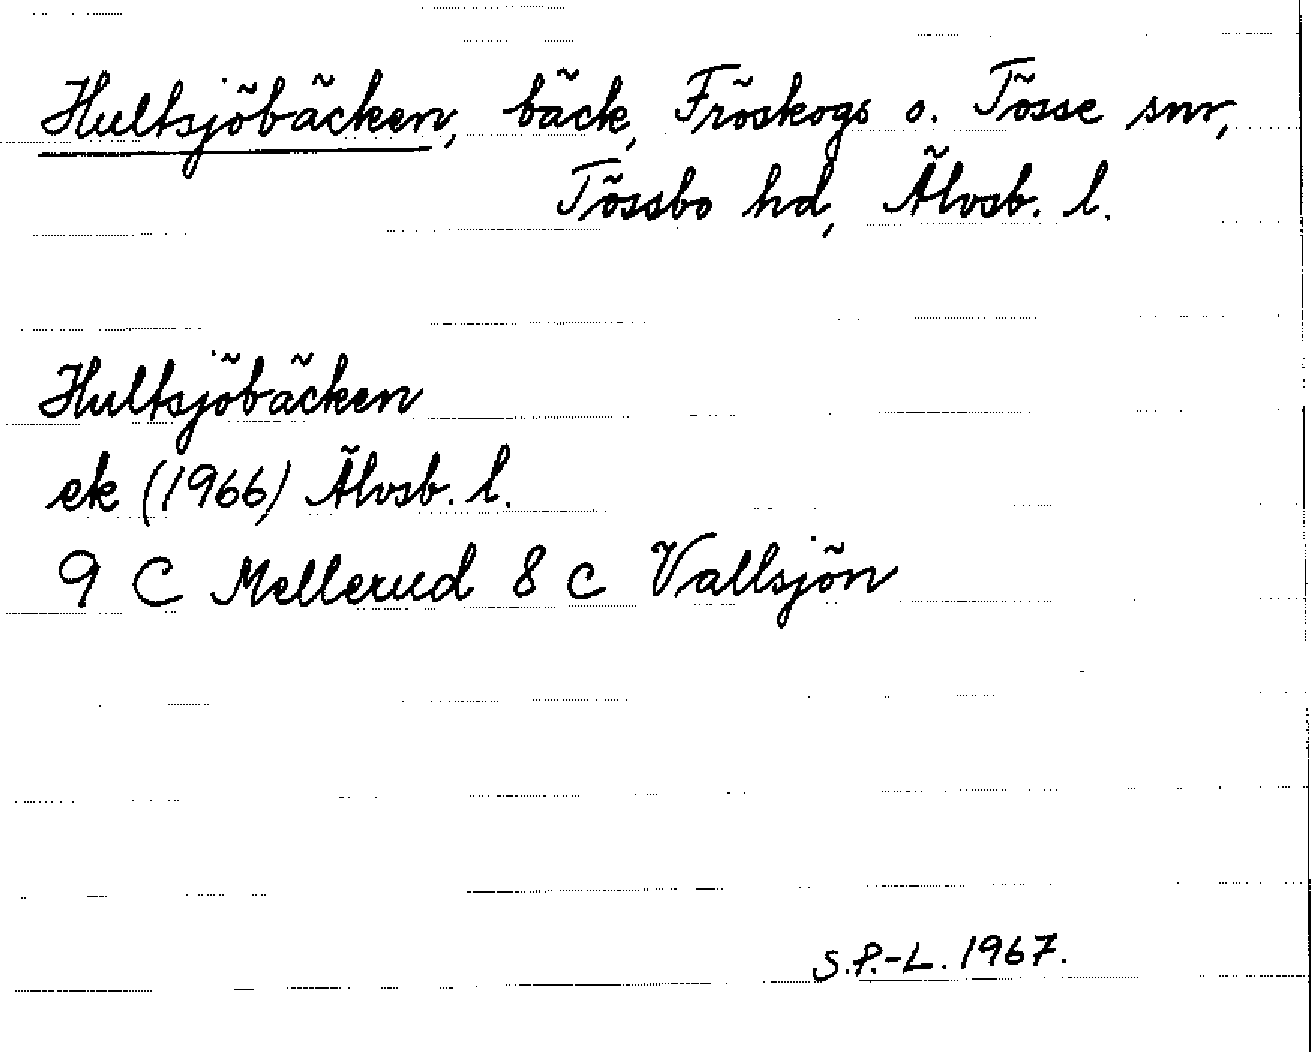 Hultsjöbäcken, bäck, Fröskogs o. Tösse snr,
Tössbo hd, Älvsb. l.
Hultsjöbäcken
ek (1966) Älvsb. l.
9 C Mellerud 8 c Vallsjön
S.P.-L. 1967.